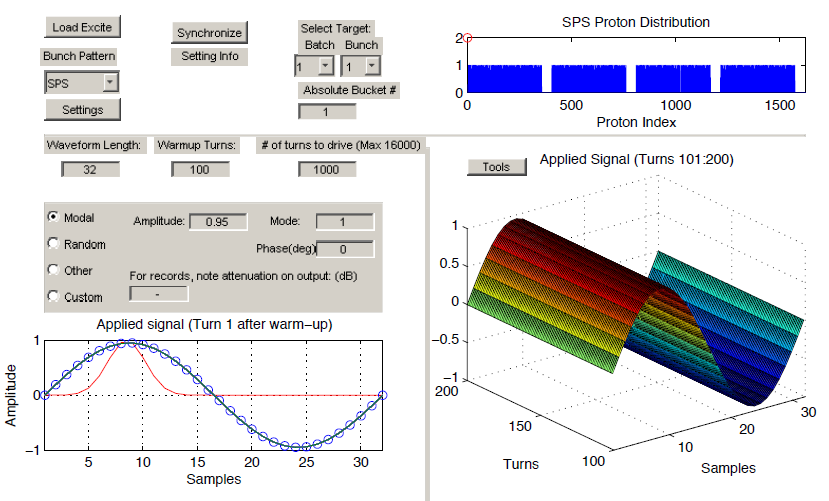 Load Excite
Bunch Pattern
SPS
Settings
Synchronize
Setting Info
Select Target:
Batch Bunch
1 1
Absolute Bucket #
1
SPS Proton Distribution
2
1
0
0 500 1000 1500
Proton Index
Waveform Length: Warmup Turns: # of turns to drive (Max 16000)
32 100 1000
Modal
Random
Other
Custom
Amplitude: 0.95 Mode: 1
Phase(deg) 0
For records, note attenuation on output: (dB)
-
Applied signal (Turn 1 after warm-up)
1
0
-1
Amplitude
5 10 15 20 25 30
Samples
Tools
Applied Signal (Turns 101:200)
1
0.5
0
-0.5
-1
200
150
100
Turns
10
20
30
Samples